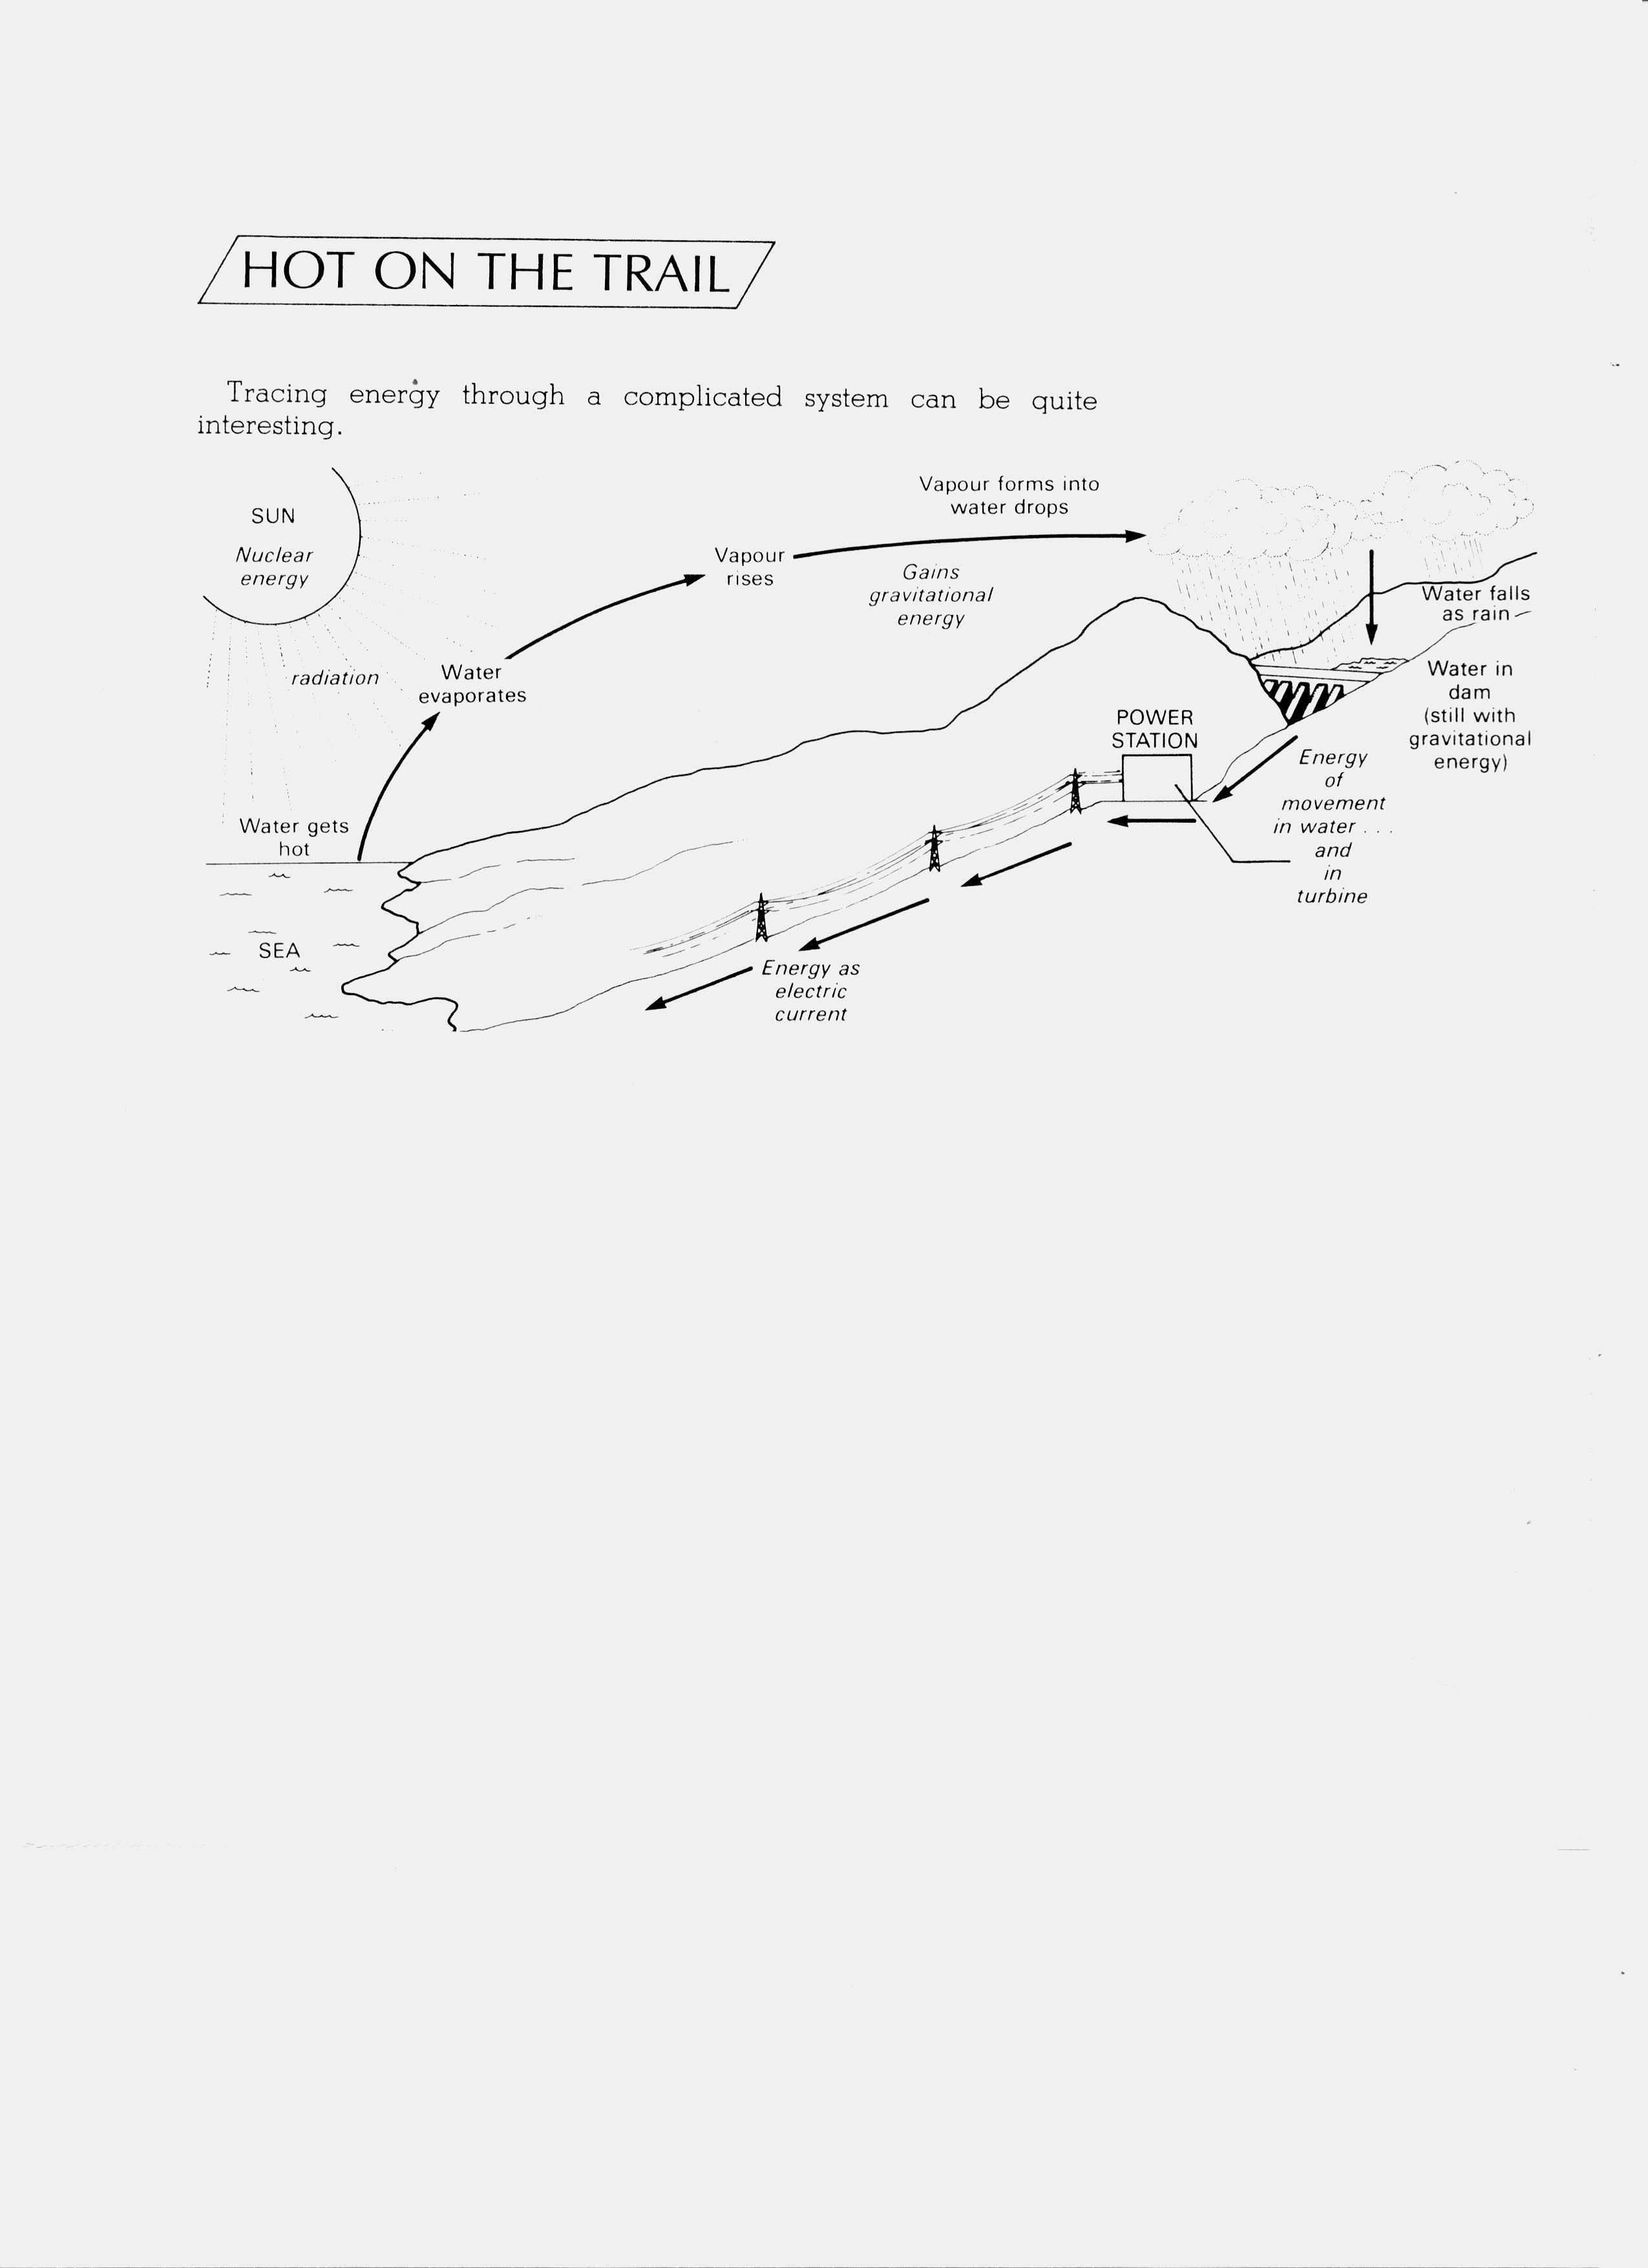 HOT ON THE TRAIL
Tracing energy through a complicated system can be quite
interesting.
SUN
Nuclear
energy
radiation
Water gets
hot
SEA
Water
evaporates
Vapour
rises
Vapour forms into
water drops
Gains
gravitational
energy
Water falls
as rain
Water in
dam
(still with
gravitational
energy)
POWER
STATION
Energy
of
movement
in water . . .
and
in
turbine
Energy as
electric
current